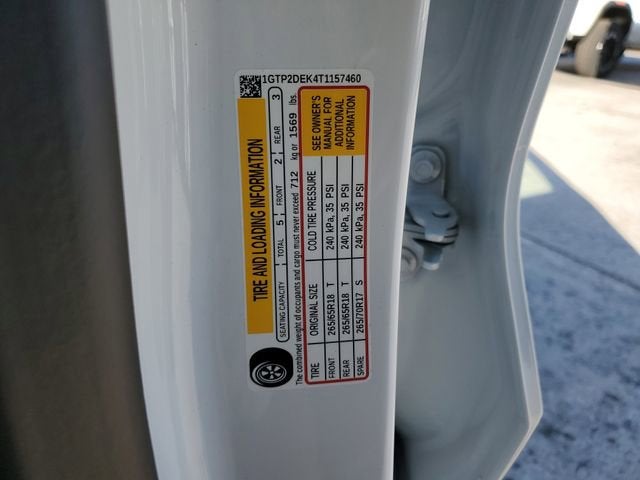 1GTP2DEK4T1157460
TIRE AND LOADING INFORMATION
SEATING CAPACITY TOTAL 5 FRONT 2 REAR 3
The combined weight of occupants and cargo must never exceed 712 kg or 1569 lbs.
TIRE ORIGINAL SIZE COLD TIRE PRESSURE
FRONT 265/65R18 T 240 kPa, 35 PSI
REAR 265/65R18 T 240 kPa, 35 PSI
SPARE 265/70R17 S 240 kPa, 35 PSI
SEE OWNER'S
MANUAL FOR
ADDITIONAL
INFORMATION